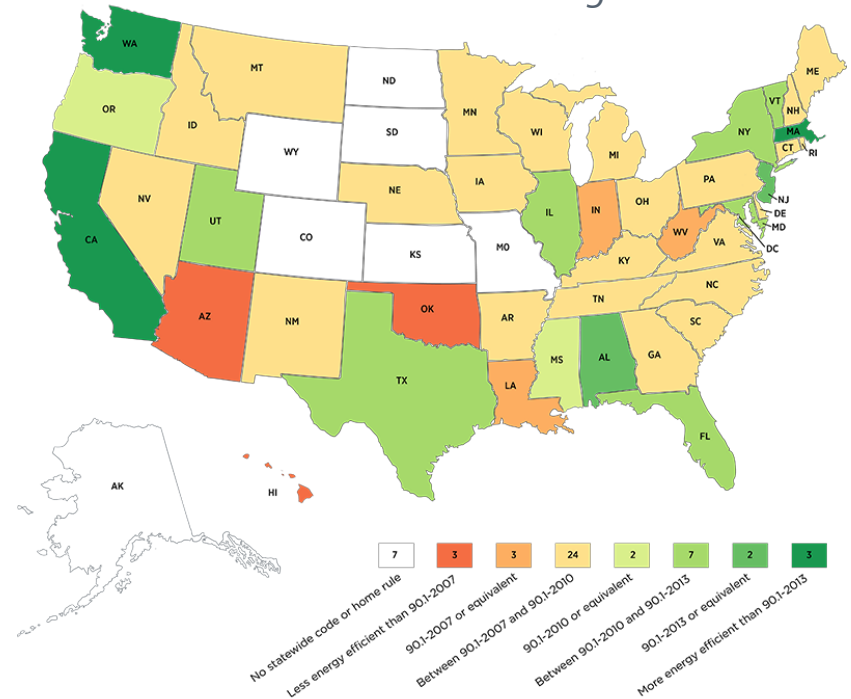 WA
MT
ND
MN
ME
OR
ID
SD
WI
MI
VT
NH
NY
MA
CT
RI
WY
NV
UT
CO
NE
IA
IL
IN
OH
PA
NJ
DE
MD
DC
CA
KS
MO
KY
WV
VA
AZ
NM
OK
AR
TN
NC
SC
TX
LA
MS
AL
GA
FL
AK
HI
7
3
3
24
2
7
2
3
No statewide code or home rule
Less energy efficient than 90.1-2007
90.1-2007 or equivalent
Between 90.1-2007 and 90.1-2010
90.1-2010 or equivalent
Between 90.1-2010 and 90.1-2013
90.1-2013 or equivalent
More energy efficient than 90.1-2013